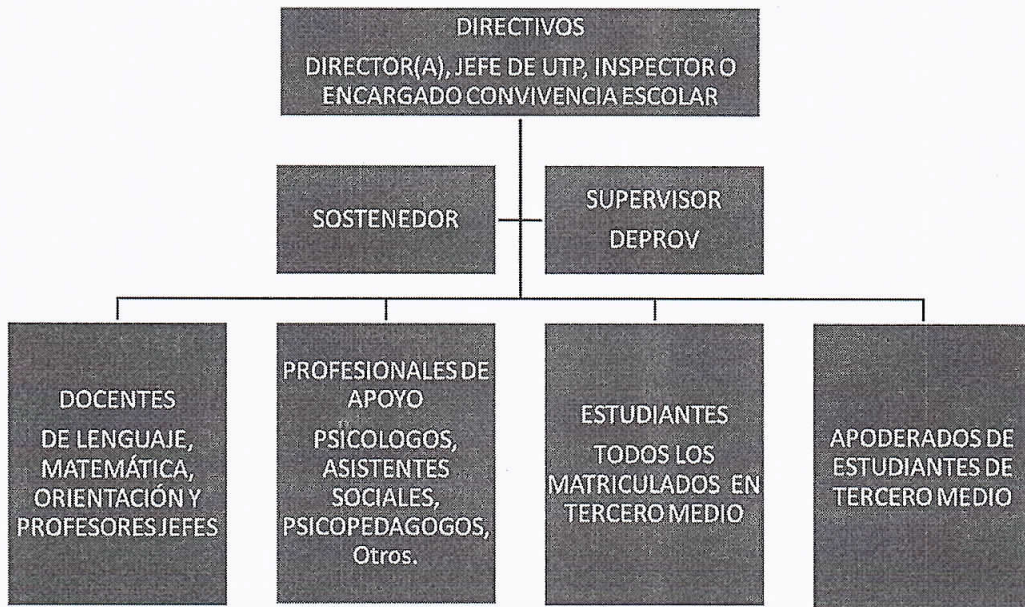 DIRECTIVOS
DIRECTOR(A), JEFE DE UTP, INSPECTOR O
ENCARGADO CONVIVENCIA ESCOLAR
SOSTENEDOR
SUPERVISOR
DEPROV
DOCENTES
DE LENGUAJE,
MATEMÁTICA,
ORIENTACIÓN Y
PROFESORES JEFES
PROFESIONALES DE
APOYO
PSICOLOGOS,
ASISTENTES
SOCIALES,
PSICOPEDAGOGOS,
Otros.
ESTUDIANTES
TODOS LOS
MATRICULADOS EN
TERCERO MEDIO
APODERADOS DE
ESTUDIANTES DE
TERCERO MEDIO